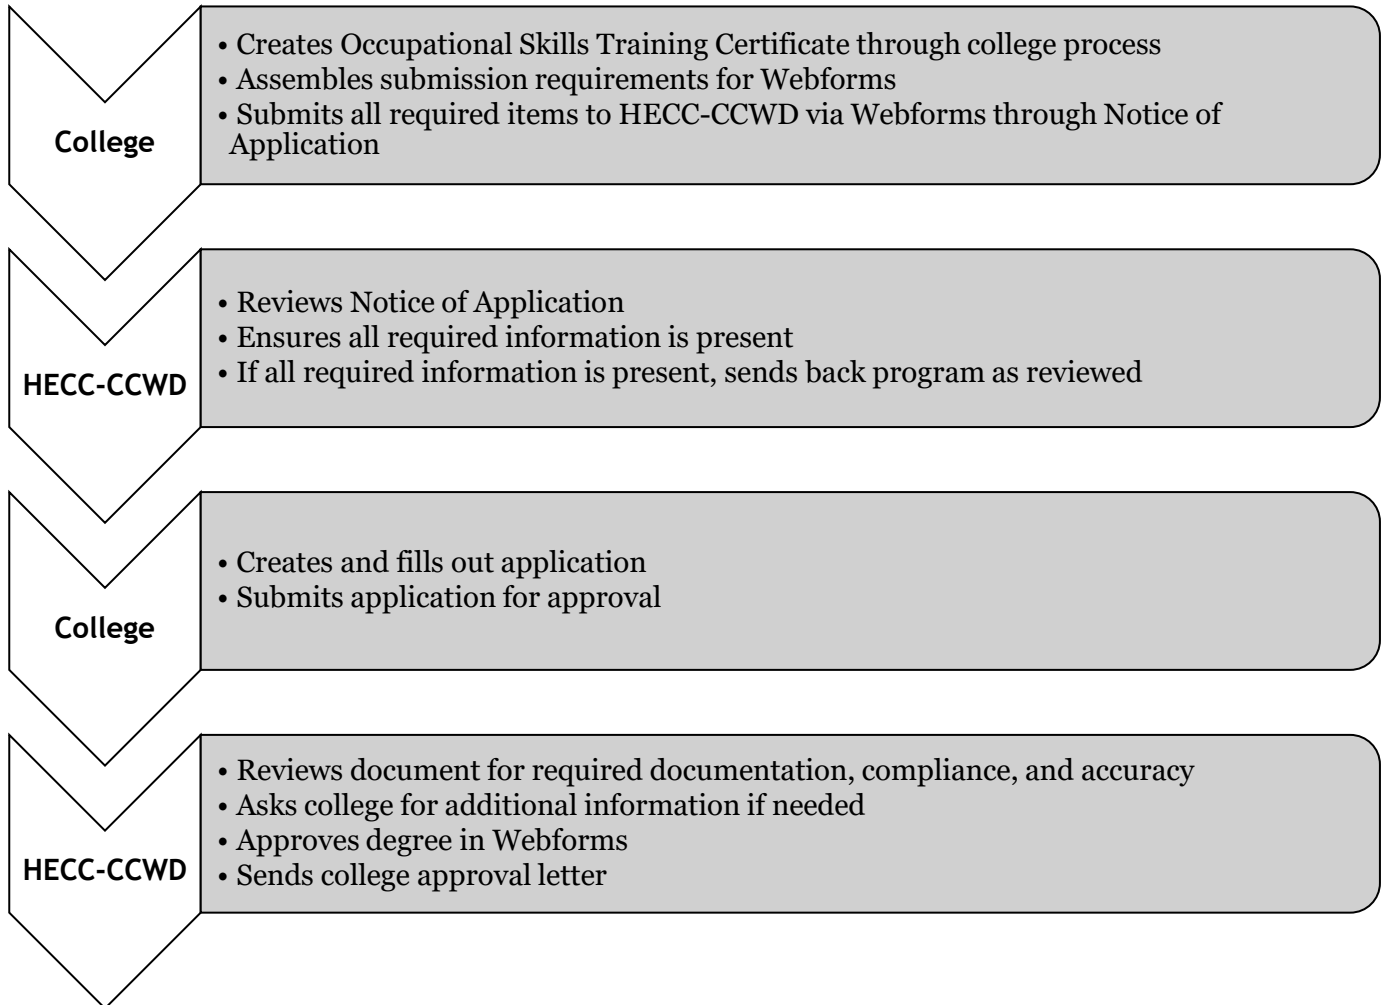 College
• Creates Occupational Skills Training Certificate through college process
• Assembles submission requirements for Webforms
• Submits all required items to HECC-CCWD via Webforms through Notice of
Application
HECC-CCWD
• Reviews Notice of Application
• Ensures all required information is present
• If all required information is present, sends back program as reviewed
College
• Creates and fills out application
• Submits application for approval
HECC-CCWD
• Reviews document for required documentation, compliance, and accuracy
• Asks college for additional information if needed
• Approves degree in Webforms
• Sends college approval letter